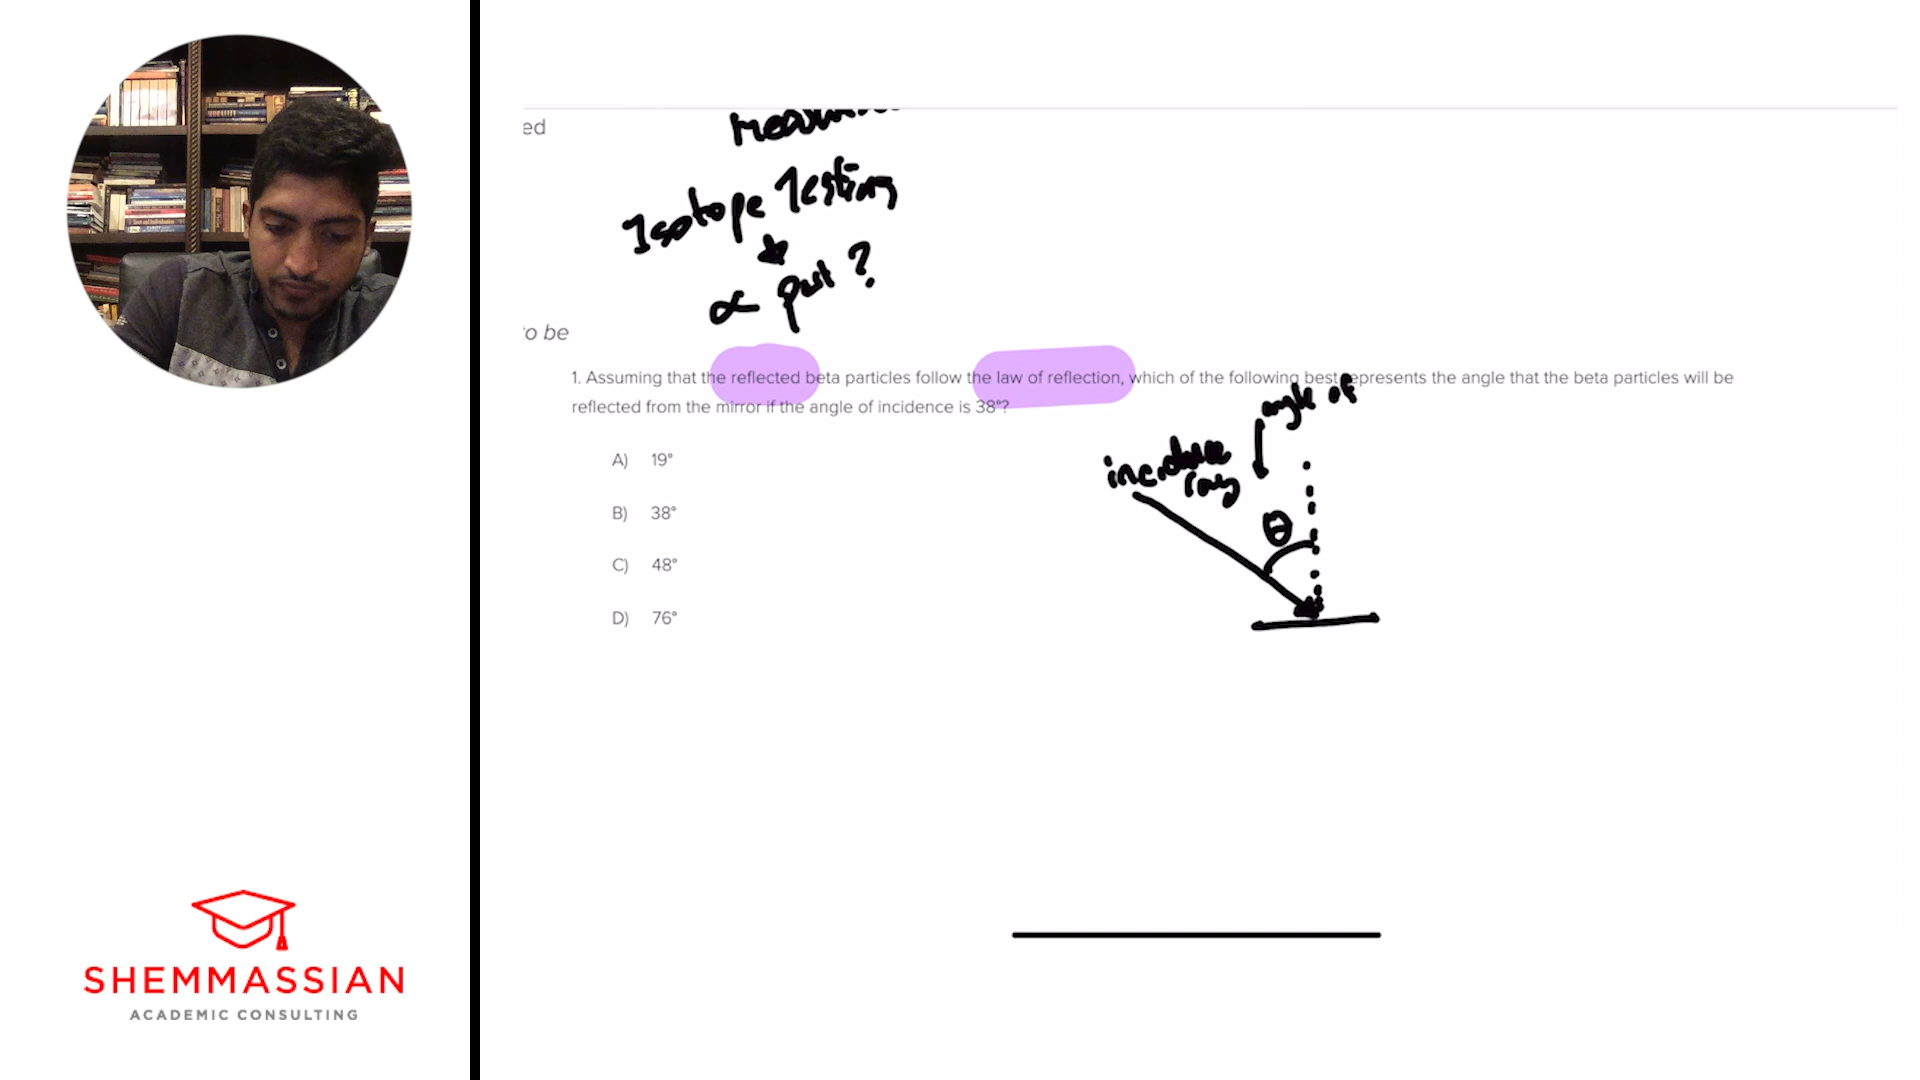 ed
Isotope Testing
∝ part ?
o be
1. Assuming that the reflected beta particles follow the law of reflection, which of the following best represents the angle that the beta particles will be
reflected from the mirror if the angle of incidence is 38°?
angle of
incidence
ray
θ
A) 19°
B) 38°
C) 48°
D) 76°
SHEMMASSIAN
ACADEMIC CONSULTING